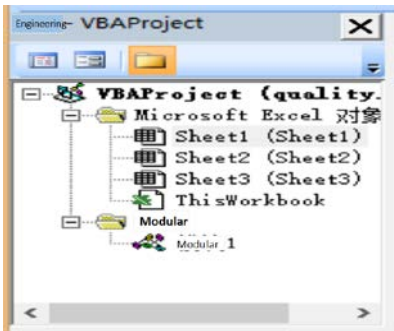 Engineering- VBAProject
VBAProject (quality.
Microsoft Excel 对象
Sheet1 (Sheet1)
Sheet2 (Sheet2)
Sheet3 (Sheet3)
ThisWorkbook
Modular
Modular 1